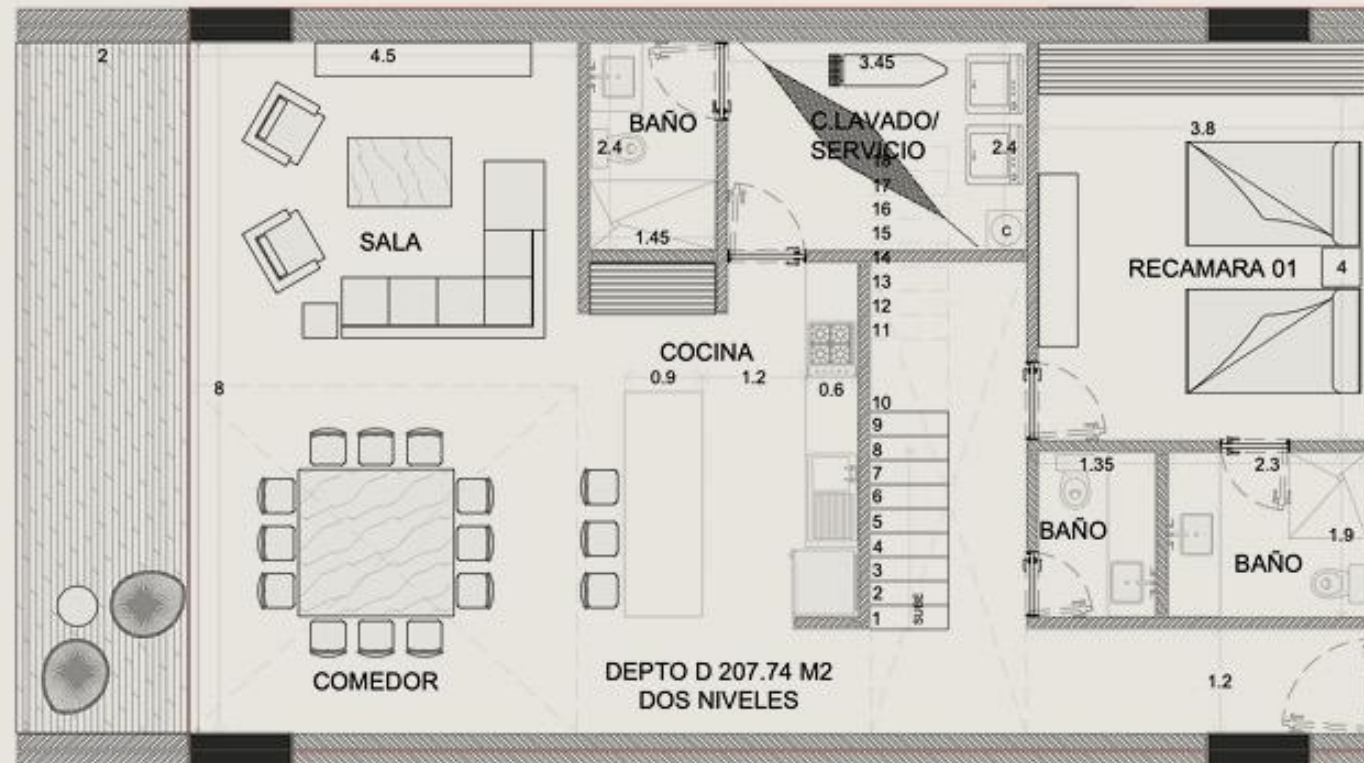 2
4.5
3.45
BAÑO
C.LAVADO/
SERVICIO
2.4
2.4
3.8
18
17
16
15
14
13
12
11
10
9
8
7
6
5
4
3
2
1
SUBE
1.45
C
SALA
RECAMARA 01
4
COCINA
0.9
1.2
0.6
8
1.35
2.3
BAÑO
1.9
BAÑO
COMEDOR
DEPTO D 207.74 M2
DOS NIVELES
1.2